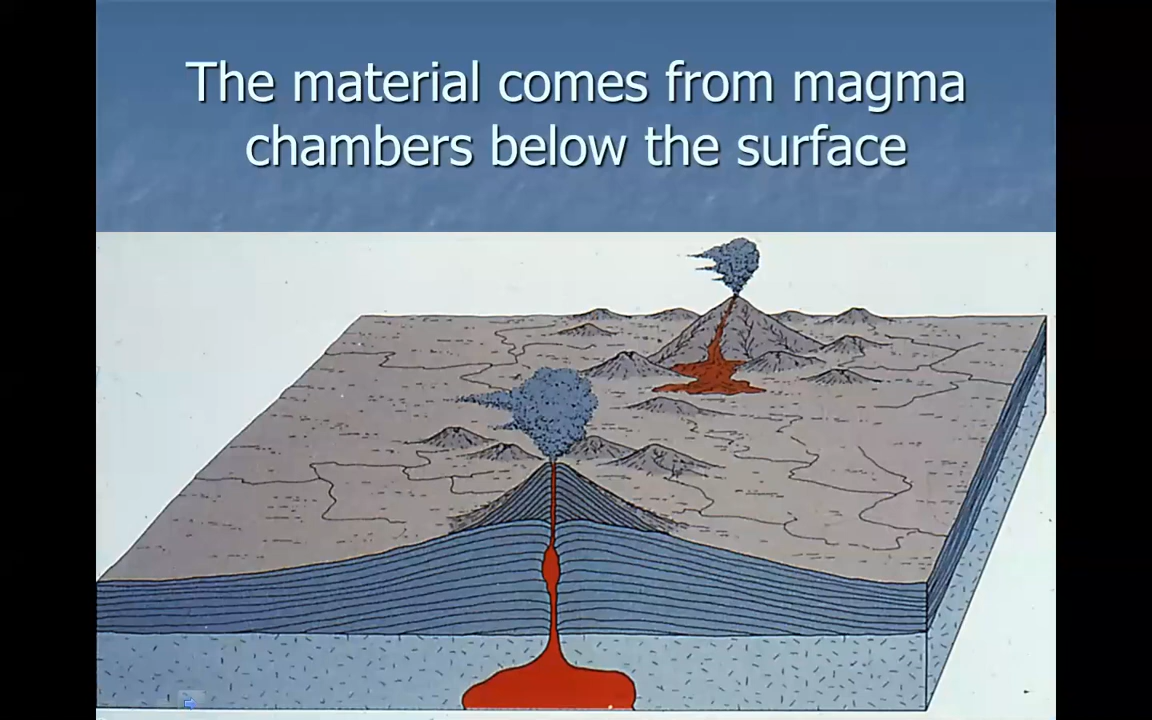 The material comes from magma
chambers below the surface